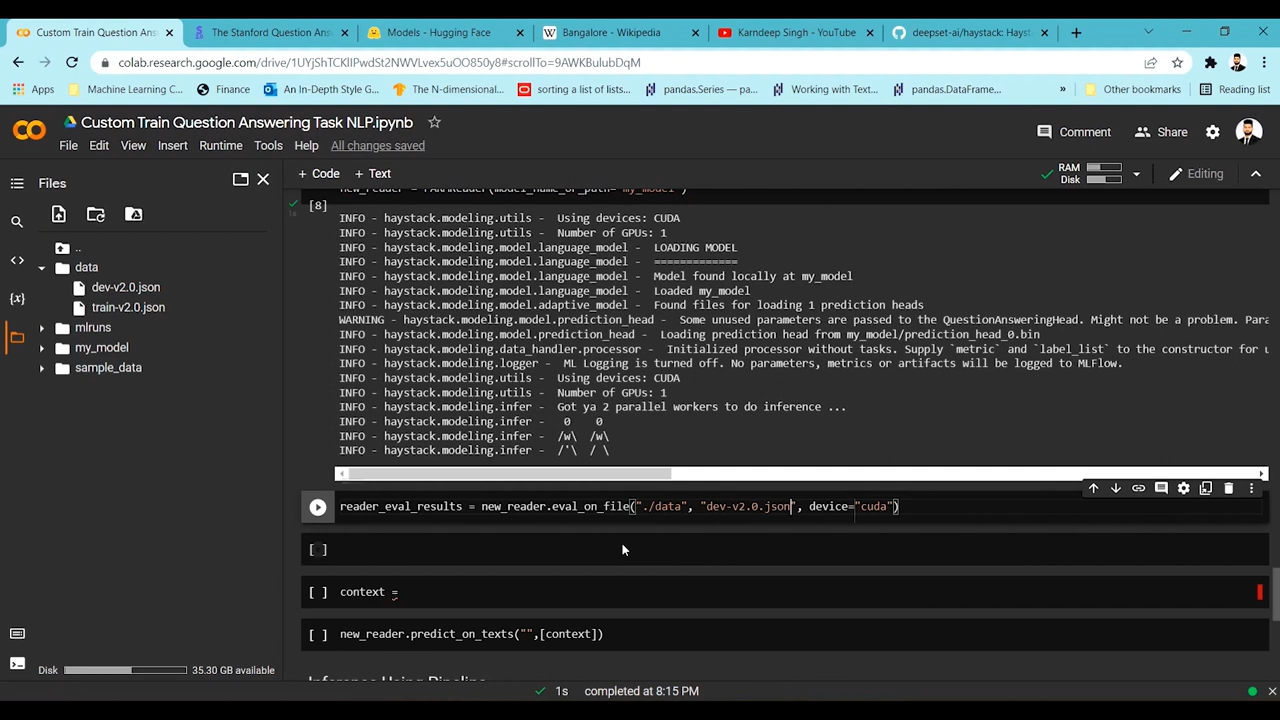 Custom Train Question Ans
The Stanford Question Ans
Models - Hugging Face
Bangalore - Wikipedia
Karndeep Singh - YouTube
deepset-ai/haystack: Hayst
colab.research.google.com/drive/1UYjShTCKlIPwdSt2NWVLvex5uOO850y8#scrollTo=9AWKBulubDqM
Apps
Machine Learning C...
Finance
An In-Depth Style G...
The N-dimensional...
sorting a list of lists...
pandas.Series — pa...
Working with Text...
pandas.DataFrame...
»
Other bookmarks
Reading list
Custom Train Question Answering Task NLP.ipynb
File Edit View Insert Runtime Tools Help All changes saved
Comment
Share
Files
+ Code + Text
RAM
Disk
Editing
..
data
dev-v2.0.json
train-v2.0.json
mlruns
my_model
sample_data
Disk
35.30 GB available
[8]
1s
INFO - haystack.modeling.utils - Using devices: CUDA
INFO - haystack.modeling.utils - Number of GPUs: 1
INFO - haystack.modeling.model.language_model - LOADING MODEL
INFO - haystack.modeling.model.language_model - =============
INFO - haystack.modeling.model.language_model - Model found locally at my_model
INFO - haystack.modeling.model.language_model - Loaded my_model
INFO - haystack.modeling.model.adaptive_model - Found files for loading 1 prediction heads
WARNING - haystack.modeling.model.prediction_head - Some unused parameters are passed to the QuestionAnsweringHead. Might not be a problem. Para
INFO - haystack.modeling.model.prediction_head - Loading prediction head from my_model/prediction_head_0.bin
INFO - haystack.modeling.data_handler.processor - Initialized processor without tasks. Supply `metric` and `label_list` to the constructor for u
INFO - haystack.modeling.logger - ML Logging is turned off. No parameters, metrics or artifacts will be logged to MLFlow.
INFO - haystack.modeling.utils - Using devices: CUDA
INFO - haystack.modeling.utils - Number of GPUs: 1
INFO - haystack.modeling.infer - Got ya 2 parallel workers to do inference ...
INFO - haystack.modeling.infer - 0 0
INFO - haystack.modeling.infer - /w\ /w\
INFO - haystack.modeling.infer - /'\ / \
reader_eval_results = new_reader.eval_on_file("./data", "dev-v2.0.json", device="cuda")
[ ]
[ ] context =
[ ] new_reader.predict_on_texts("",[context])
1s completed at 8:15 PM